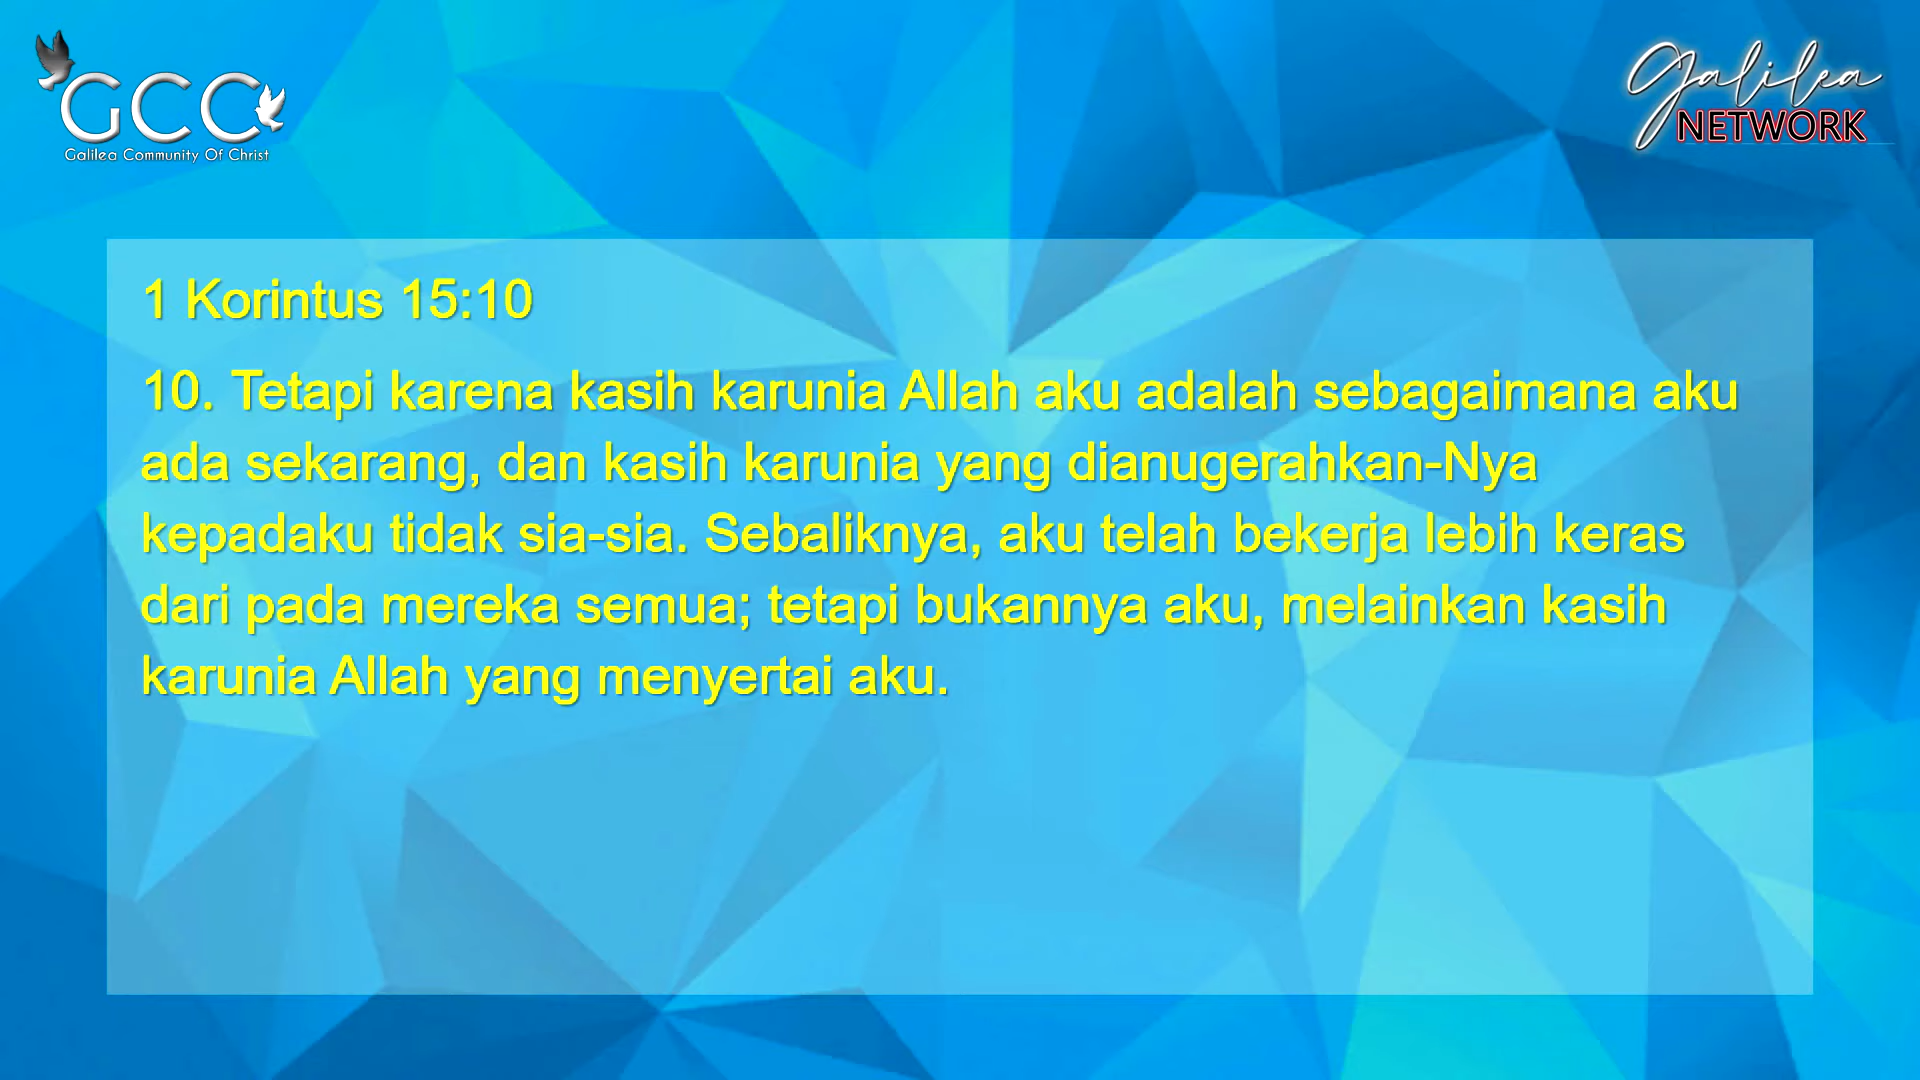 GCC
Galilea Community Of Christ
Galilea
NETWORK
1 Korintus 15:10
10. Tetapi karena kasih karunia Allah aku adalah sebagaimana aku
ada sekarang, dan kasih karunia yang dianugerahkan-Nya
kepadaku tidak sia-sia. Sebaliknya, aku telah bekerja lebih keras
dari pada mereka semua; tetapi bukannya aku, melainkan kasih
karunia Allah yang menyertai aku.